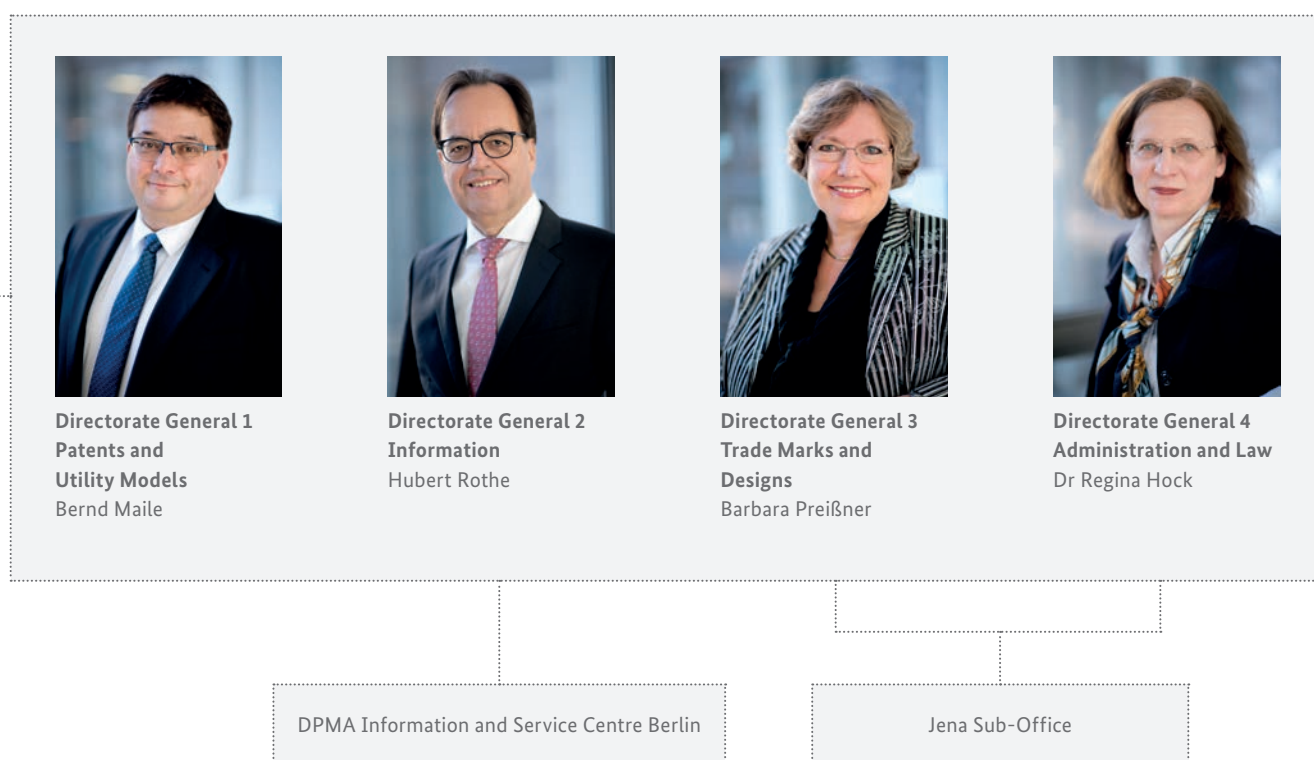 Directorate General 1
Patents and
Utility Models
Bernd Maile
Directorate General 2
Information
Hubert Rothe
Directorate General 3
Trade Marks and
Designs
Barbara Preißner
Directorate General 4
Administration and Law
Dr Regina Hock
DPMA Information and Service Centre Berlin
Jena Sub-Office